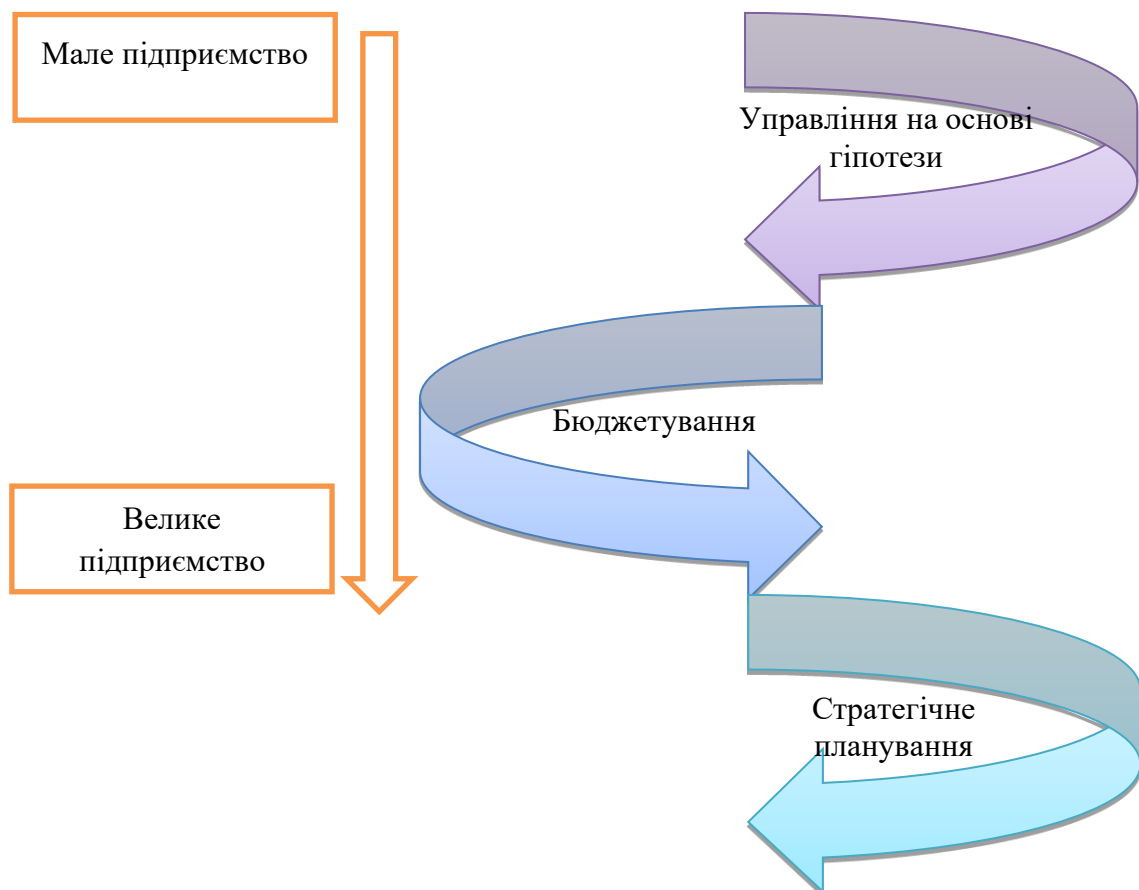 Мале підприємство
Управління на основі
гіпотези
Бюджетування
Велике
підприємство
Стратегічне
планування